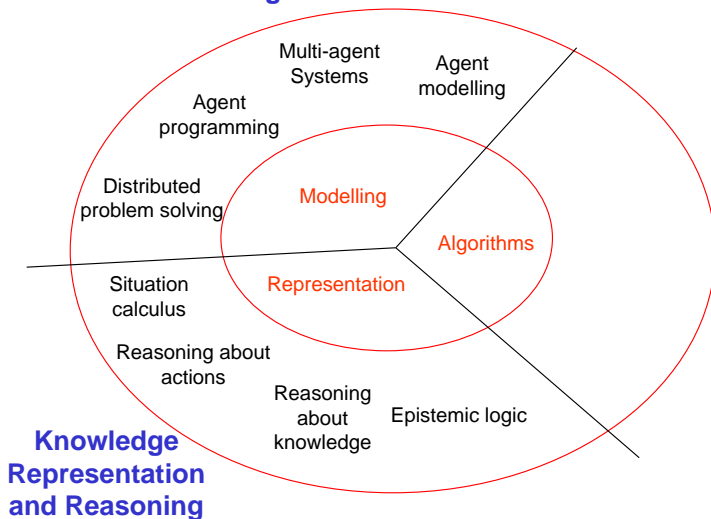 Multi-agent
Systems
Agent
modelling
Agent
programming
Distributed
problem solving
Modelling
Algorithms
Situation
calculus
Representation
Reasoning about
actions
Reasoning
about
knowledge
Epistemic logic
Knowledge
Representation
and Reasoning